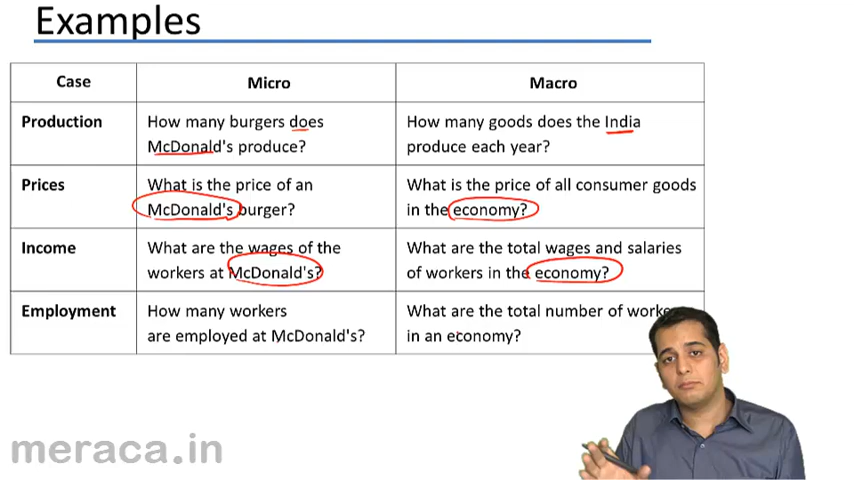 Examples
Case
Micro
Macro
Production
How many burgers does
McDonald's produce?
How many goods does the India
produce each year?
Prices
What is the price of an
McDonald's burger?
What is the price of all consumer goods
in the economy?
Income
What are the wages of the
workers at McDonald's?
What are the total wages and salaries
of workers in the economy?
Employment
How many workers
are employed at McDonald's?
What are the total number of
in an economy?
meraca.in